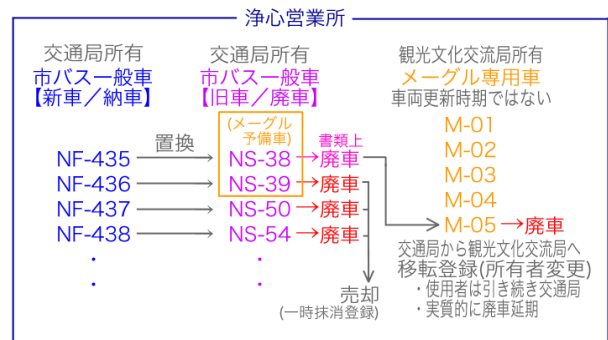 浄心営業所
交通局所有
市バス一般車
【新車／納車】
NF-435
NF-436
NF-437
NF-438
・
・
置換
交通局所有
市バス一般車
【旧車／廃車】
(メーグル
予備車)
NS-38
NS-39
NS-50
NS-54
・
・
書類上
→廃車
→廃車
→廃車
→廃車
売却
(一時抹消登録)
観光文化交流局所有
メーグル専用車
車両更新時期ではない
M-01
M-02
M-03
M-04
M-05→廃車
交通局から観光文化交流局へ
移転登録(所有者変更)
・使用者は引き続き交通局
・実質的に廃車延期